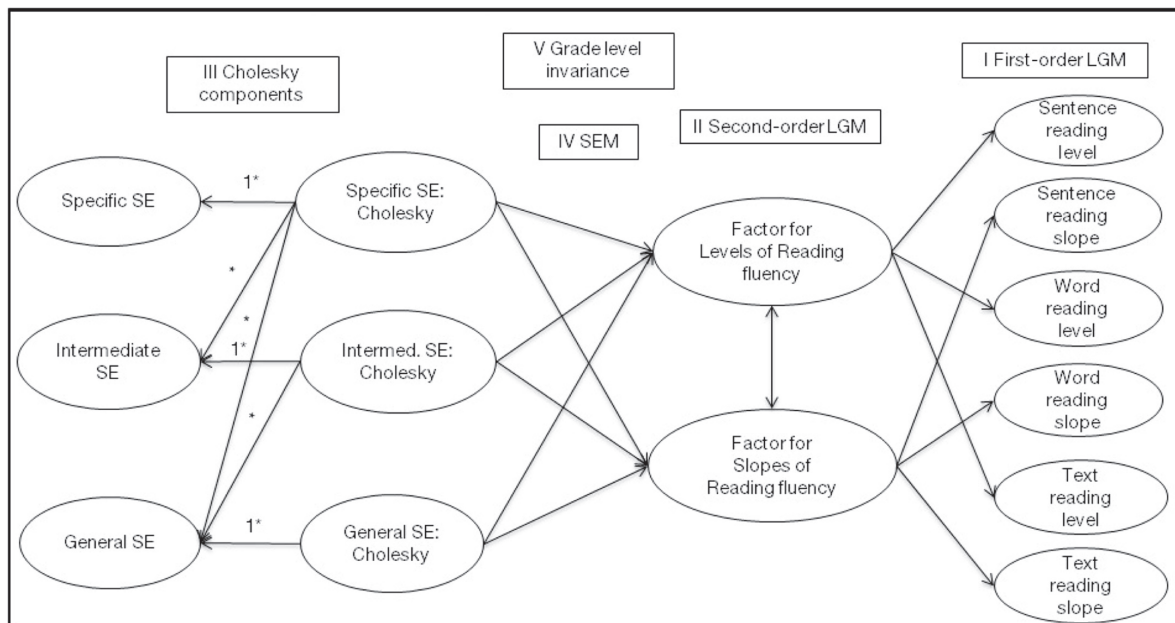 III Cholesky
components
V Grade level
invariance
I First-order LGM
IV SEM
II Second-order LGM
Specific SE
1*
Specific SE:
Cholesky
*
*
Intermediate
SE
1*
Intermed. SE:
Cholesky
*
General SE
1*
General SE:
Cholesky
Factor for
Levels of Reading
fluency
Factor for
Slopes of
Reading fluency
Sentence
reading
level
Sentence
reading
slope
Word
reading
level
Word
reading
slope
Text
reading
level
Text
reading
slope